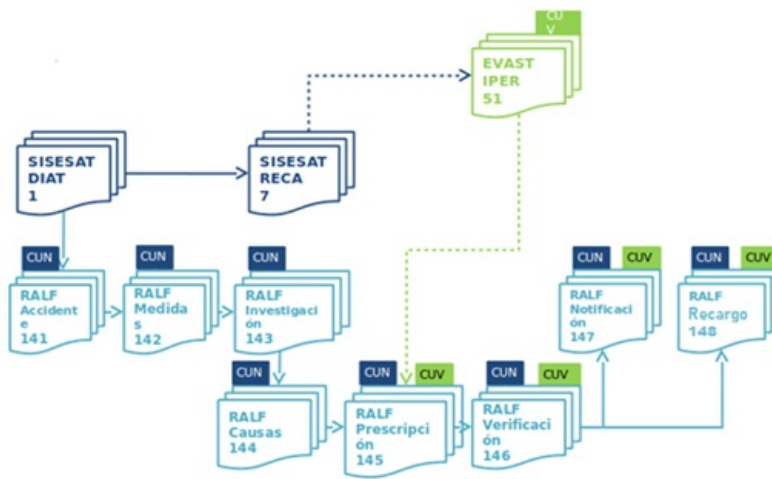 CU
V
EVAST
IPER
51
SISESAT
DIAT
1
SISESAT
RECA
7
CUN
RALF
Accident
e
141
CUN
RALF
Medida
s
142
CUN
RALF
Investigaci
ón
143
CUN
CUV
RALF
Notificaci
ón
147
CUN
CUV
RALF
Recargo
148
CUN
RALF
Causas
144
CUN
CUV
RALF
Prescripci
ón
145
CUN
CUV
RALF
Verificaci
ón
146